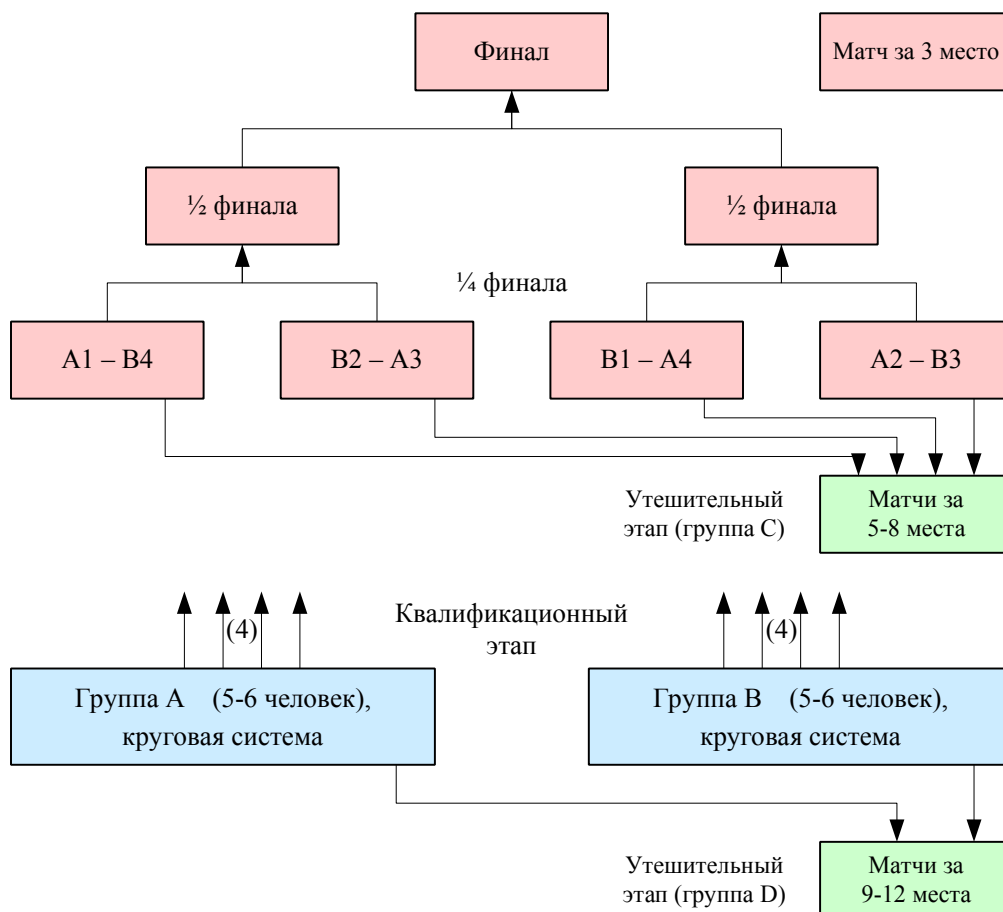 Финал
Матч за 3 место
½ финала
½ финала
¼ финала
A1 – B4
B2 – A3
B1 – A4
A2 – B3
Утешительный
этап (группа C)
Матчи за
5-8 места
(4)
Квалификационный
этап
(4)
Группа A (5-6 человек),
круговая система
Группа B (5-6 человек),
круговая система
Утешительный
этап (группа D)
Матчи за
9-12 места